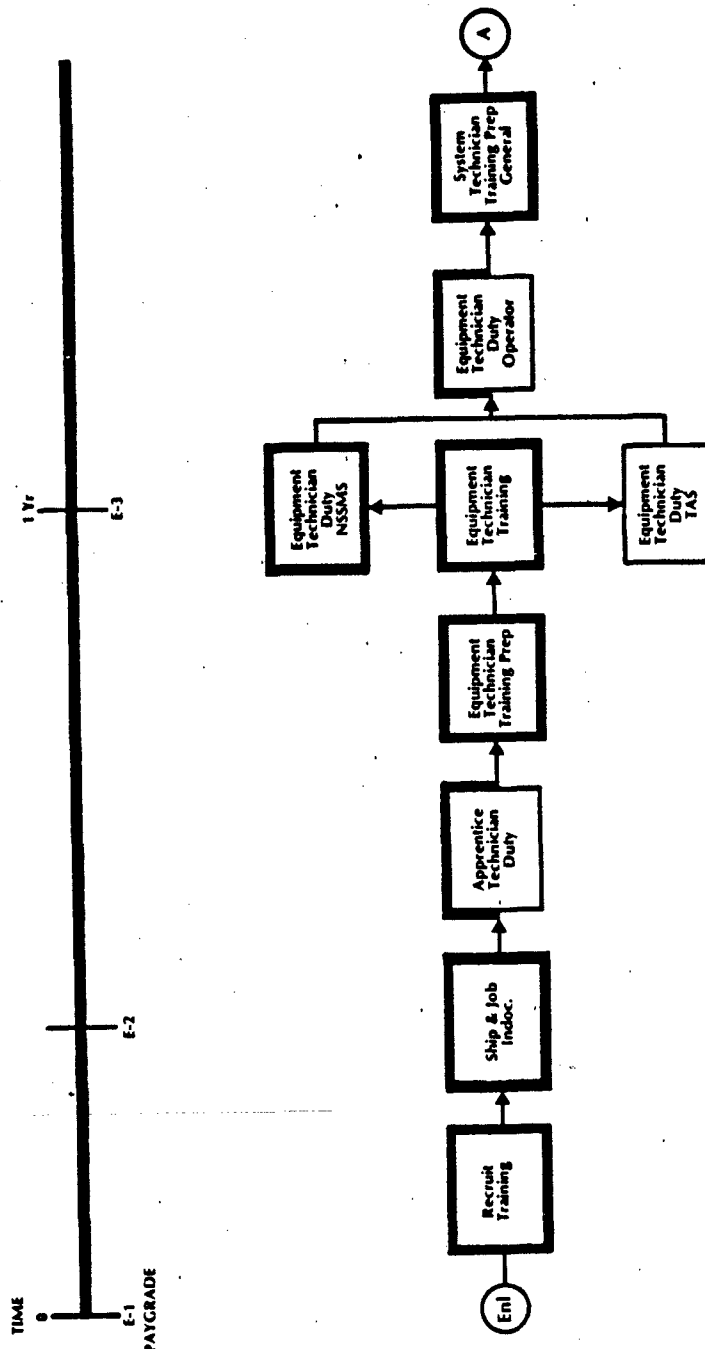 TIME
0
1 Yr
E-1
E-2
E-3
PAYGRADE
Enl
Recruit
Training
Ship & Job
Indoc.
Apprentice
Technician
Duty
Equipment
Technician
Training Prep
Equipment
Technician
Training
Equipment
Technician
Duty
NSSMS
Equipment
Technician
Duty
TAS
Equipment
Technician
Duty
Operator
System
Technician
Training Prep
General
A